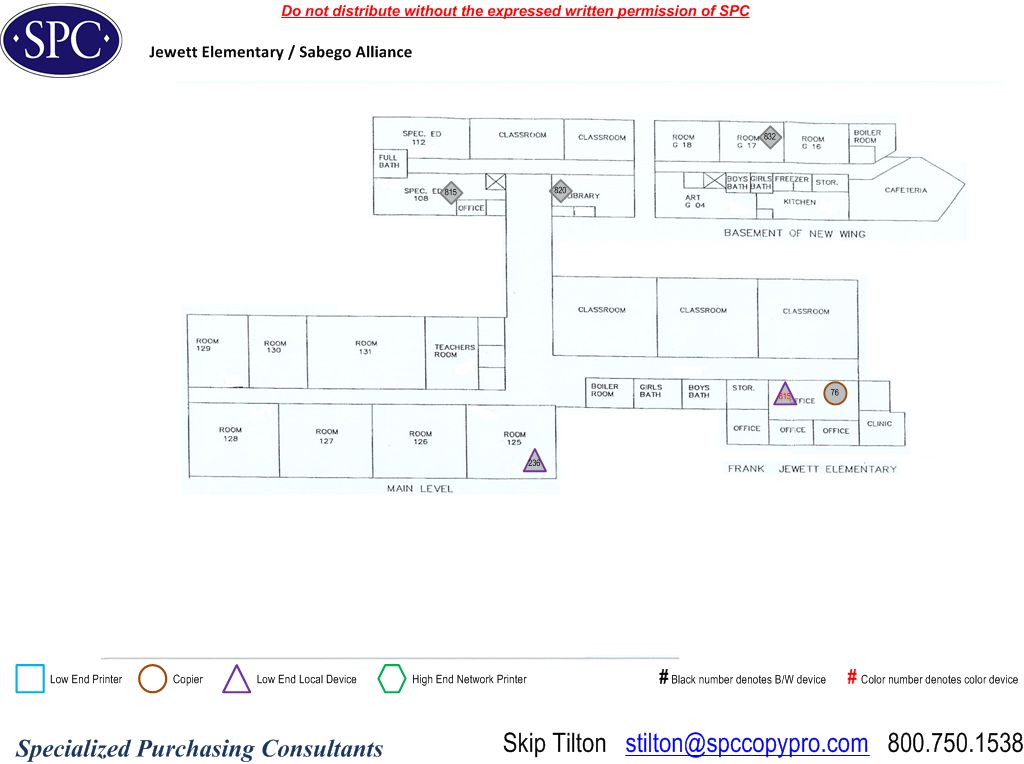 Do not distribute without the expressed written permission of SPC
SPC
Jewett Elementary / Sabego Alliance
SPEC. ED
112
CLASSROOM
CLASSROOM
FULL
BATH
SPEC. ED
108
815
OFFICE
820
LIBRARY
ROOM
G 18
ROOM
G 17
832
ROOM
G 16
BOILER
ROOM
BOYS
BATH
GIRLS
BATH
FREEZER
STOR.
ART
G 04
KITCHEN
CAFETERIA
BASEMENT OF NEW WING
CLASSROOM
CLASSROOM
CLASSROOM
ROOM
129
ROOM
130
ROOM
131
TEACHERS
ROOM
BOILER
ROOM
GIRLS
BATH
BOYS
BATH
STOR.
OFFICE
76
OFFICE
OFFICE
OFFICE
CLINIC
ROOM
128
ROOM
127
ROOM
126
ROOM
125
236
FRANK JEWETT ELEMENTARY
MAIN LEVEL
Low End Printer
Copier
Low End Local Device
High End Network Printer
# Black number denotes B/W device
# Color number denotes color device
Specialized Purchasing Consultants
Skip Tilton stilton@spccopypro.com 800.750.1538